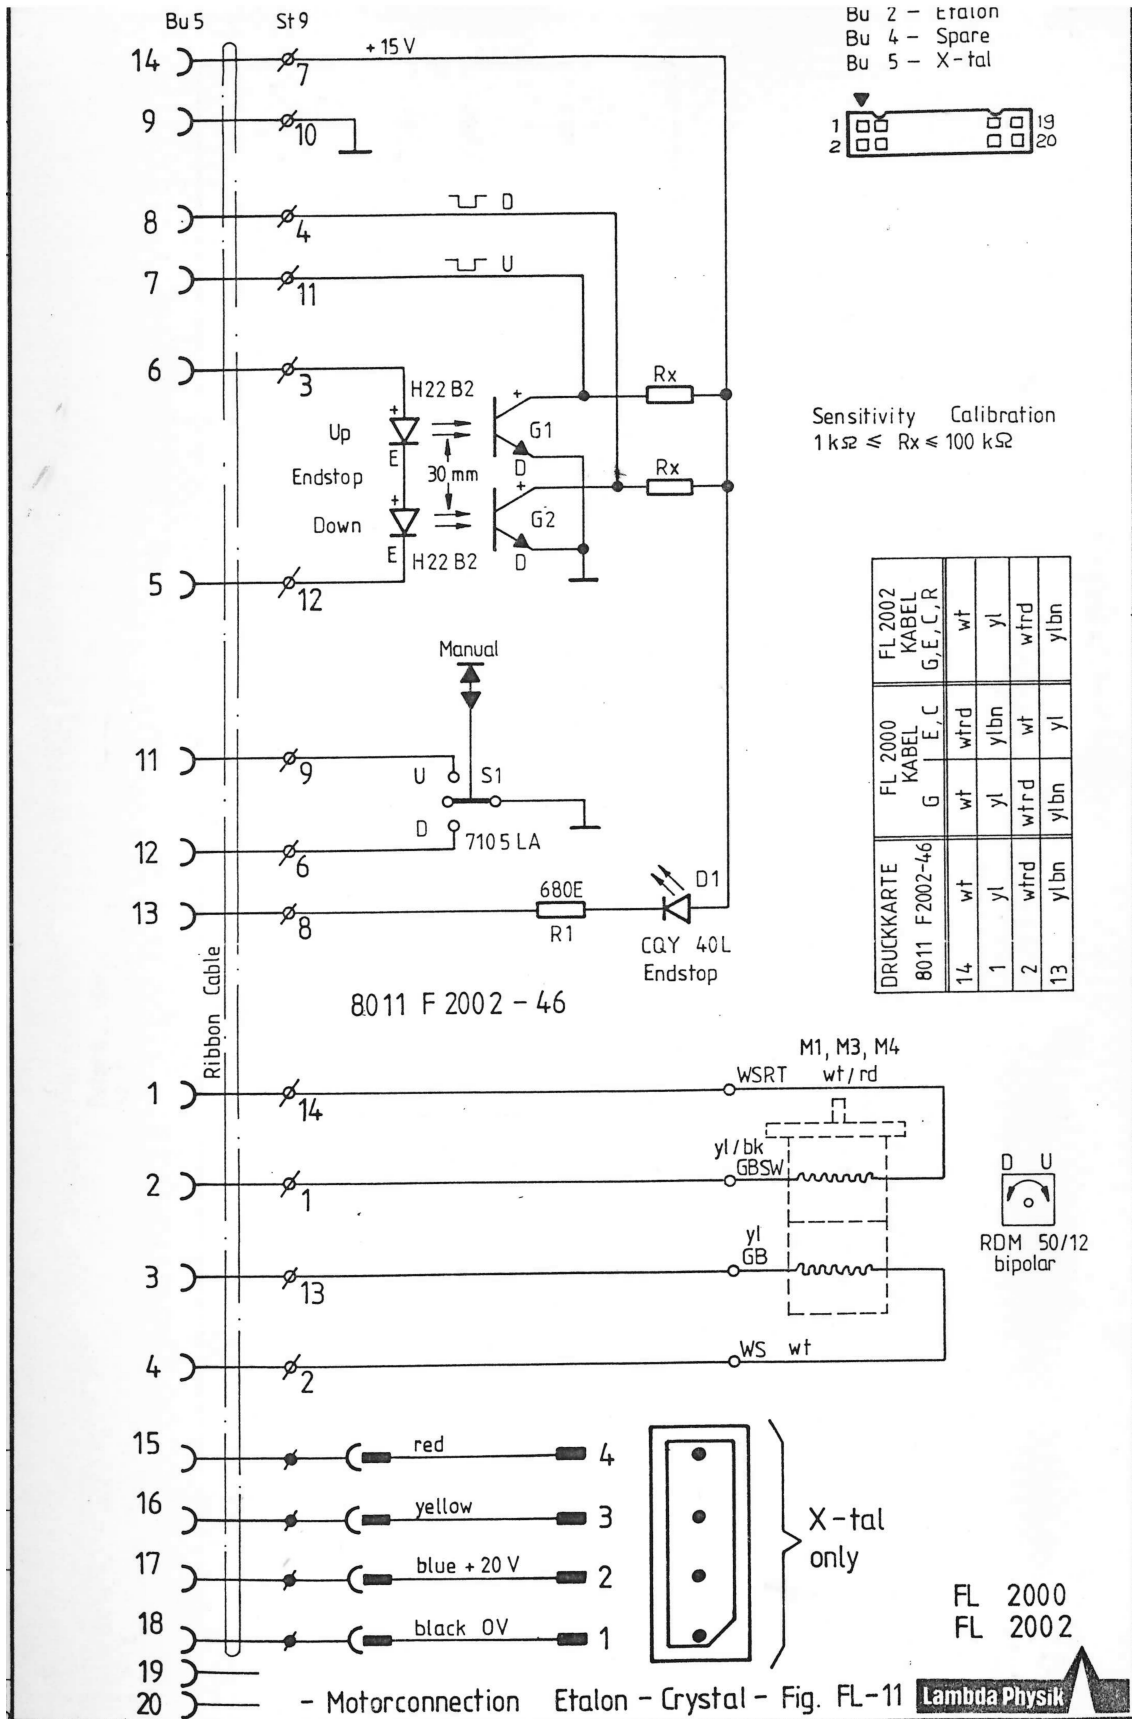 Bu 5 St 9
Bu 2 - Etalon
Bu 4 - Spare
Bu 5 - X-tal
14 7 + 15 V
9 10
1 19
2 20
8 4 D
7 11 U
6 3
H22 B2
+ + Rx
Up G1
E D
Endstop 30 mm
+ + Rx
Down G2
E H22 B2 D
5 12
Sensitivity Calibration
1 kΩ ≤ Rx ≤ 100 kΩ
DRUCKKARTE FL 2000 FL 2002
KABEL KABEL
8011 F2002-46 G E, C G, E, C, R
14 wt wtrd wt
1 yl ylbn yl
2 wtrd wt wtrd
13 ylbn yl ylbn
Manual
11 9 U S1
D
12 6 7105 LA
13 8 680E D1
R1 CQY 40L
Endstop
Ribbon Cable
8011 F 2002 - 46
M1, M3, M4
1 14 WSRT wt/rd
yl/bk
2 1 GBSW
D U
RDM 50/12
bipolar
yl
3 13 GB
4 2 WS wt
15 red 4
16 yellow 3
17 blue + 20 V 2
18 black 0V 1
X-tal
only
19
20
FL 2000
FL 2002
- Motorconnection Etalon - Crystal - Fig. FL-11 Lambda Physik